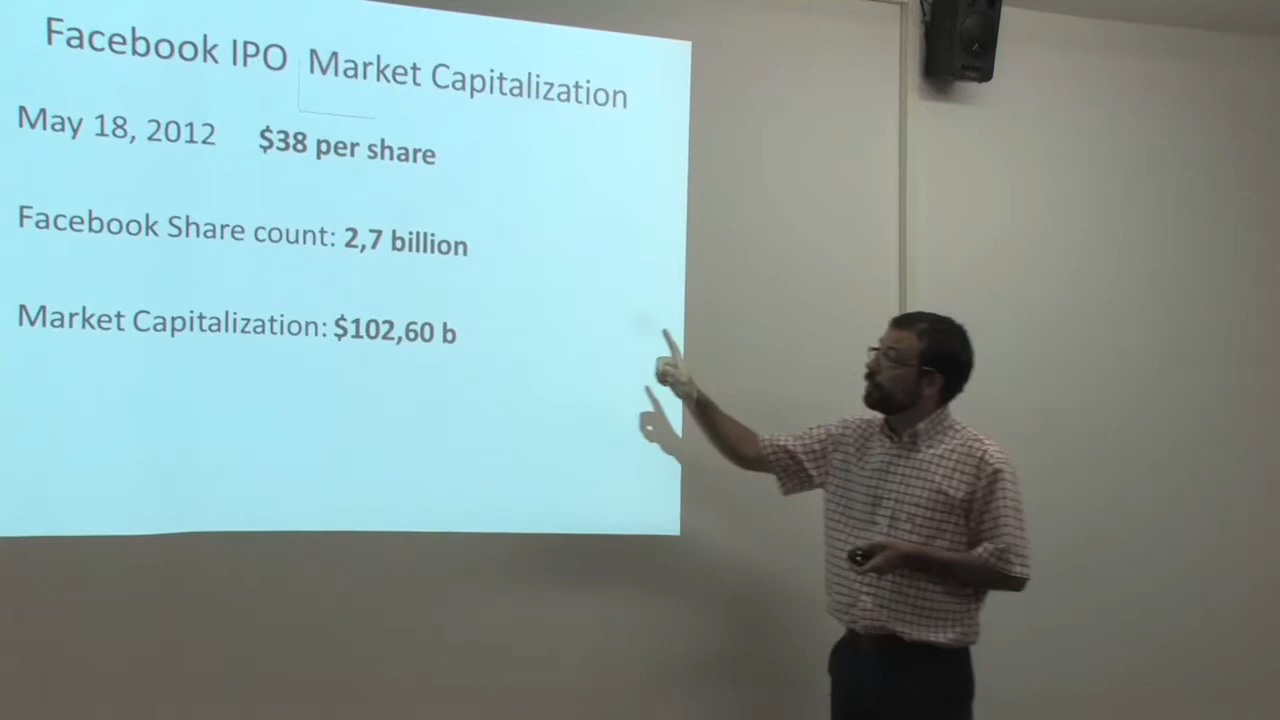 Facebook IPO Market Capitalization
May 18, 2012 $38 per share
Facebook Share count: 2,7 billion
Market Capitalization: $102,60 b